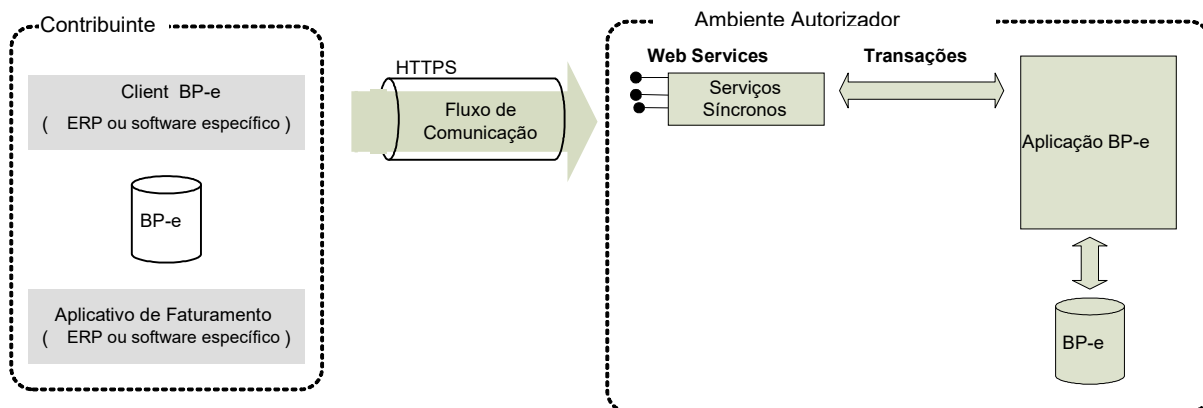 Contribuinte
Client BP-e
( ERP ou software específico )
BP-e
Aplicativo de Faturamento
( ERP ou software específico )
HTTPS
Fluxo de
Comunicação
Ambiente Autorizador
Web Services
Serviços
Síncronos
Transações
Aplicação BP-e
BP-e